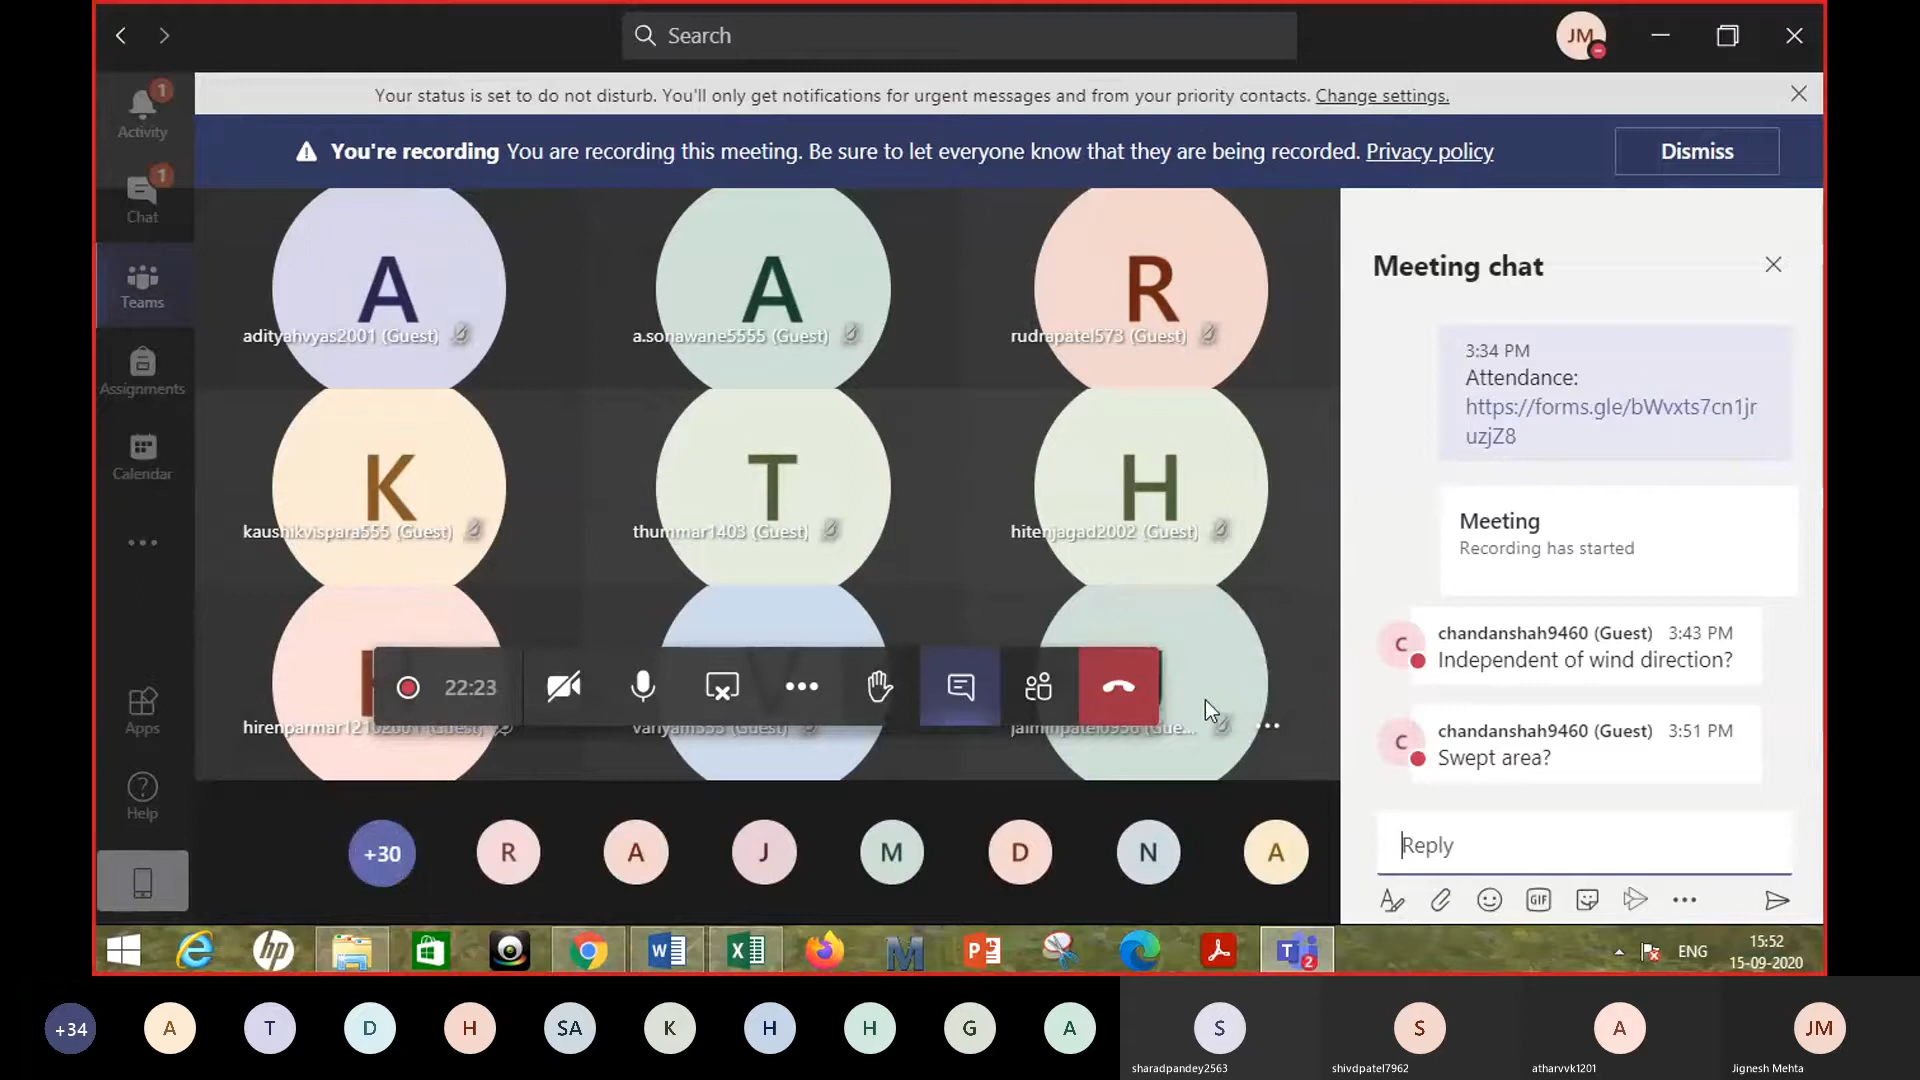 Search
JM
Your status is set to do not disturb. You'll only get notifications for urgent messages and from your priority contacts. Change settings.
You're recording You are recording this meeting. Be sure to let everyone know that they are being recorded. Privacy policy
Dismiss
1
Activity
1
Chat
Teams
Assignments
Calendar
Apps
Help
A
adityahvyas2001 (Guest)
A
a.sonawane5555 (Guest)
R
rudrapatel573 (Guest)
K
kaushikvispara555 (Guest)
T
thummar1403 (Guest)
H
hitenjagad2002 (Guest)
22:23
+30
R
A
J
M
D
N
A
Meeting chat
3:34 PM
Attendance:
https://forms.gle/bWvxts7cn1jr
uzjZ8
Meeting
Recording has started
C
chandanshah9460 (Guest) 3:43 PM
Independent of wind direction?
C
chandanshah9460 (Guest) 3:51 PM
Swept area?
Reply
GIF
hp
2
ENG
15:52
15-09-2020
+34
A
T
D
H
SA
K
H
H
G
A
S
sharadpandey2563
S
shivdpatel7962
A
atharvvk1201
JM
Jignesh Mehta